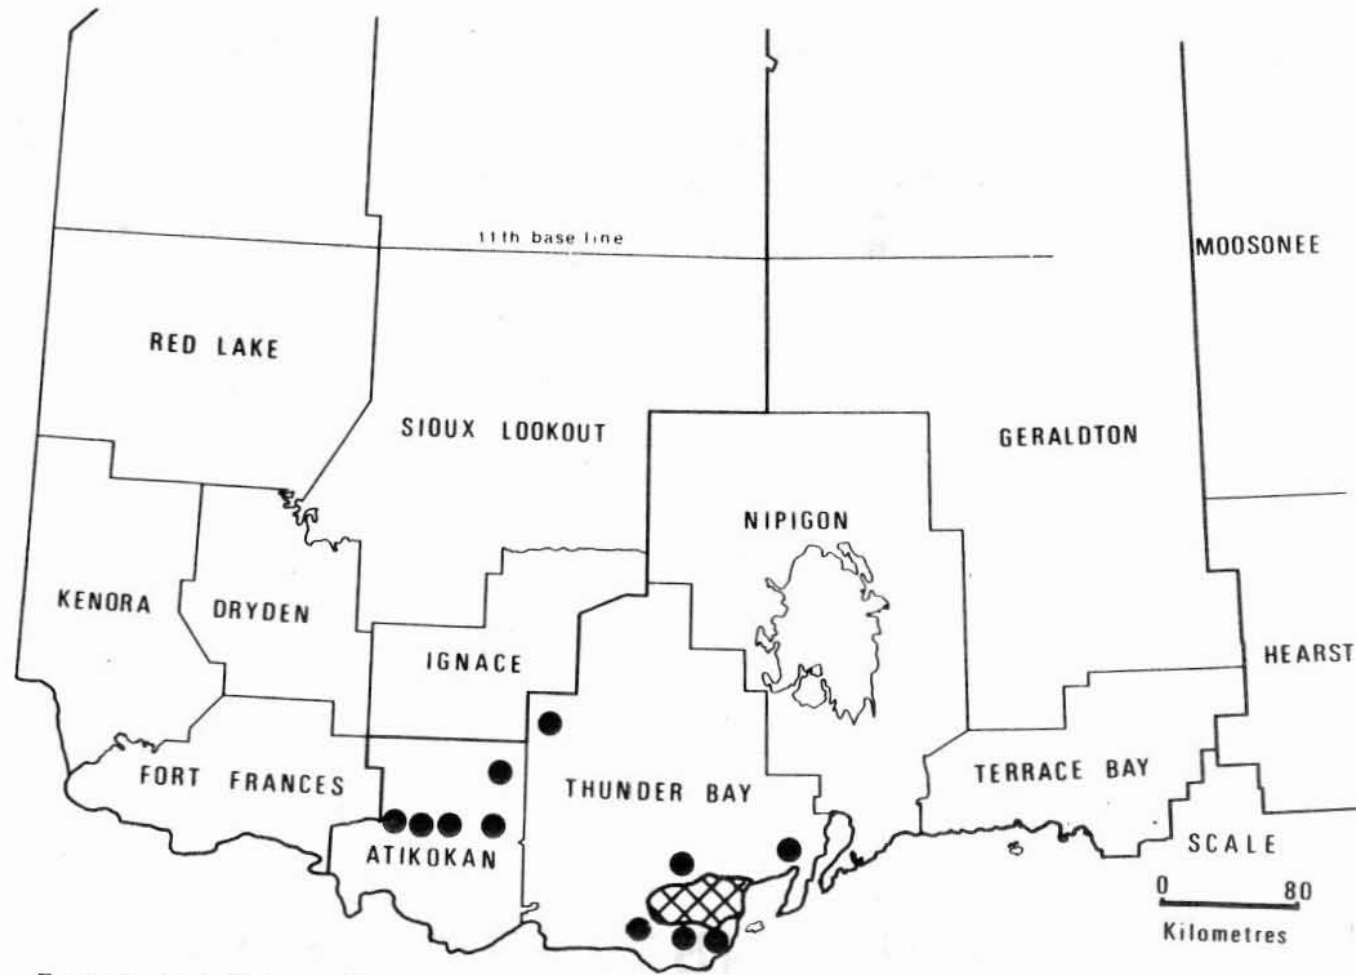 11th base line
MOOSONEE
RED LAKE
SIOUX LOOKOUT
GERALDTON
NIPIGON
KENORA
DRYDEN
IGNACE
HEARST
FORT FRANCES
THUNDER BAY
TERRACE BAY
ATIKOKAN
SCALE
0 80
Kilometres